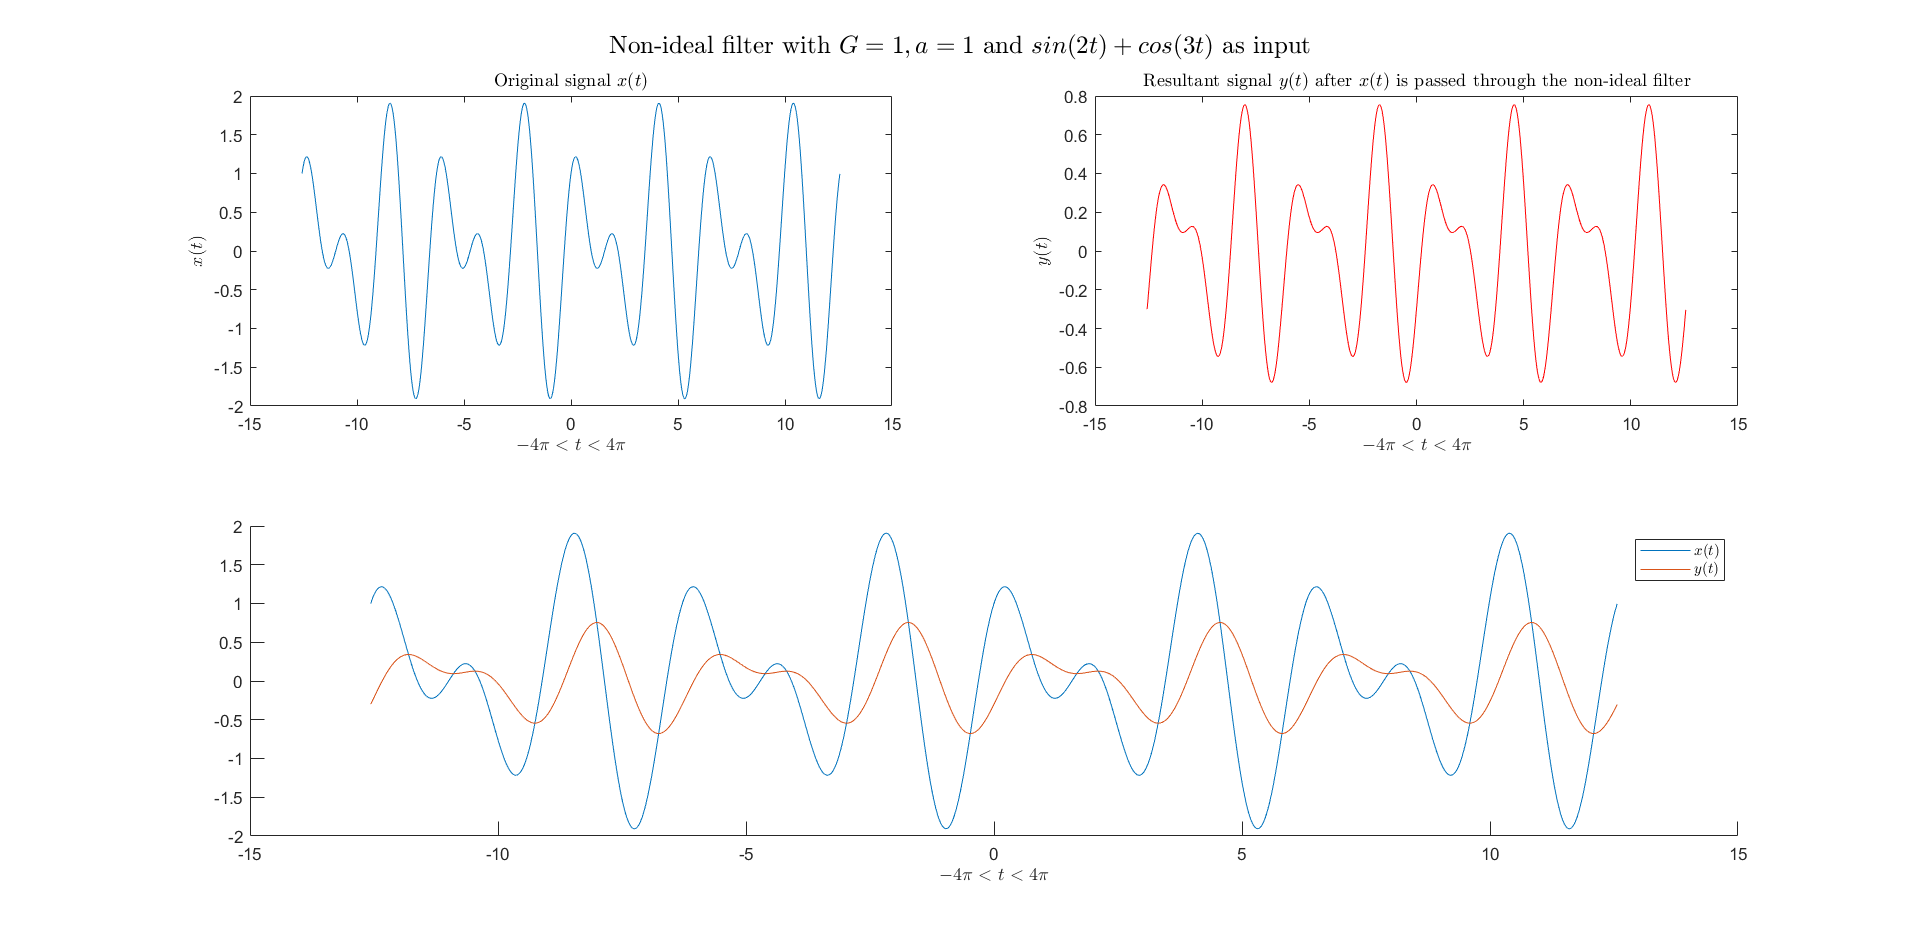 Non-ideal filter with G = 1, a = 1 and sin(2t) + cos(3t) as input
Original signal x(t)
2
1.5
1
0.5
0
-0.5
-1
-1.5
-2
x(t)
-15 -10 -5 0 5 10 15
−4π < t < 4π
Resultant signal y(t) after x(t) is passed through the non-ideal filter
0.8
0.6
0.4
0.2
0
-0.2
-0.4
-0.6
-0.8
y(t)
-15 -10 -5 0 5 10 15
−4π < t < 4π
2
1.5
1
0.5
0
-0.5
-1
-1.5
-2
x(t)
y(t)
-15 -10 -5 0 5 10 15
−4π < t < 4π